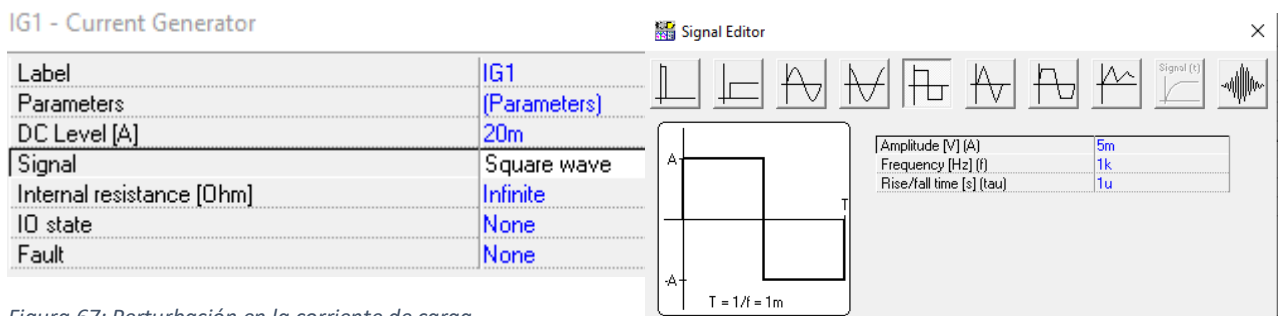 IG1 - Current Generator
Label IG1
Parameters (Parameters)
DC Level [A] 20m
Signal Square wave
Internal resistance [Ohm] Infinite
IO state None
Fault None
Figura 67: Perturbación en la corriente de carga
Signal Editor
Signal (t)
Amplitude [V] (A) 5m
Frequency [Hz] (f) 1k
Rise/fall time [s] (tau) 1u
A
T
-A
T = 1/f = 1m